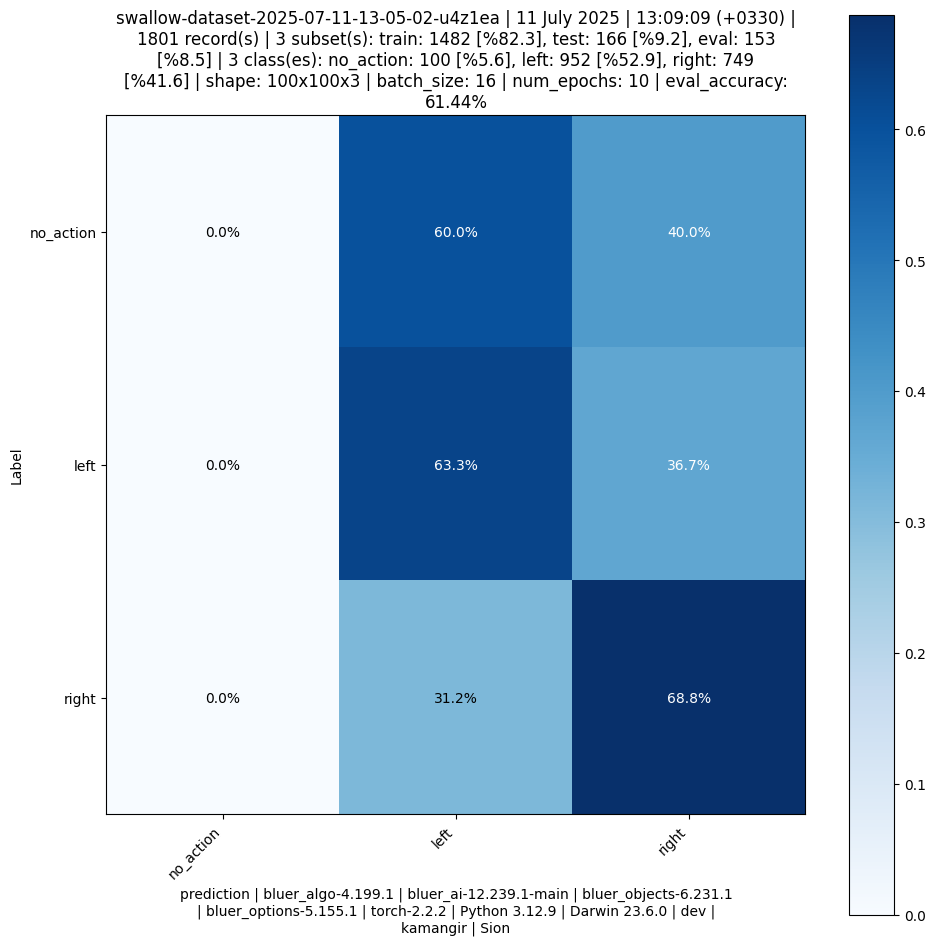 swallow-dataset-2025-07-11-13-05-02-u4z1ea | 11 July 2025 | 13:09:09 (+0330) |
1801 record(s) | 3 subset(s): train: 1482 [%82.3], test: 166 [%9.2], eval: 153
[%8.5] | 3 class(es): no_action: 100 [%5.6], left: 952 [%52.9], right: 749
[%41.6] | shape: 100x100x3 | batch_size: 16 | num_epochs: 10 | eval_accuracy:
61.44%
Label
no_action
0.0%
60.0%
40.0%
left
0.0%
63.3%
36.7%
right
0.0%
31.2%
68.8%
no_action
left
right
prediction | bluer_algo-4.199.1 | bluer_ai-12.239.1-main | bluer_objects-6.231.1
| bluer_options-5.155.1 | torch-2.2.2 | Python 3.12.9 | Darwin 23.6.0 | dev |
kamangir | Sion
0.6
0.5
0.4
0.3
0.2
0.1
0.0